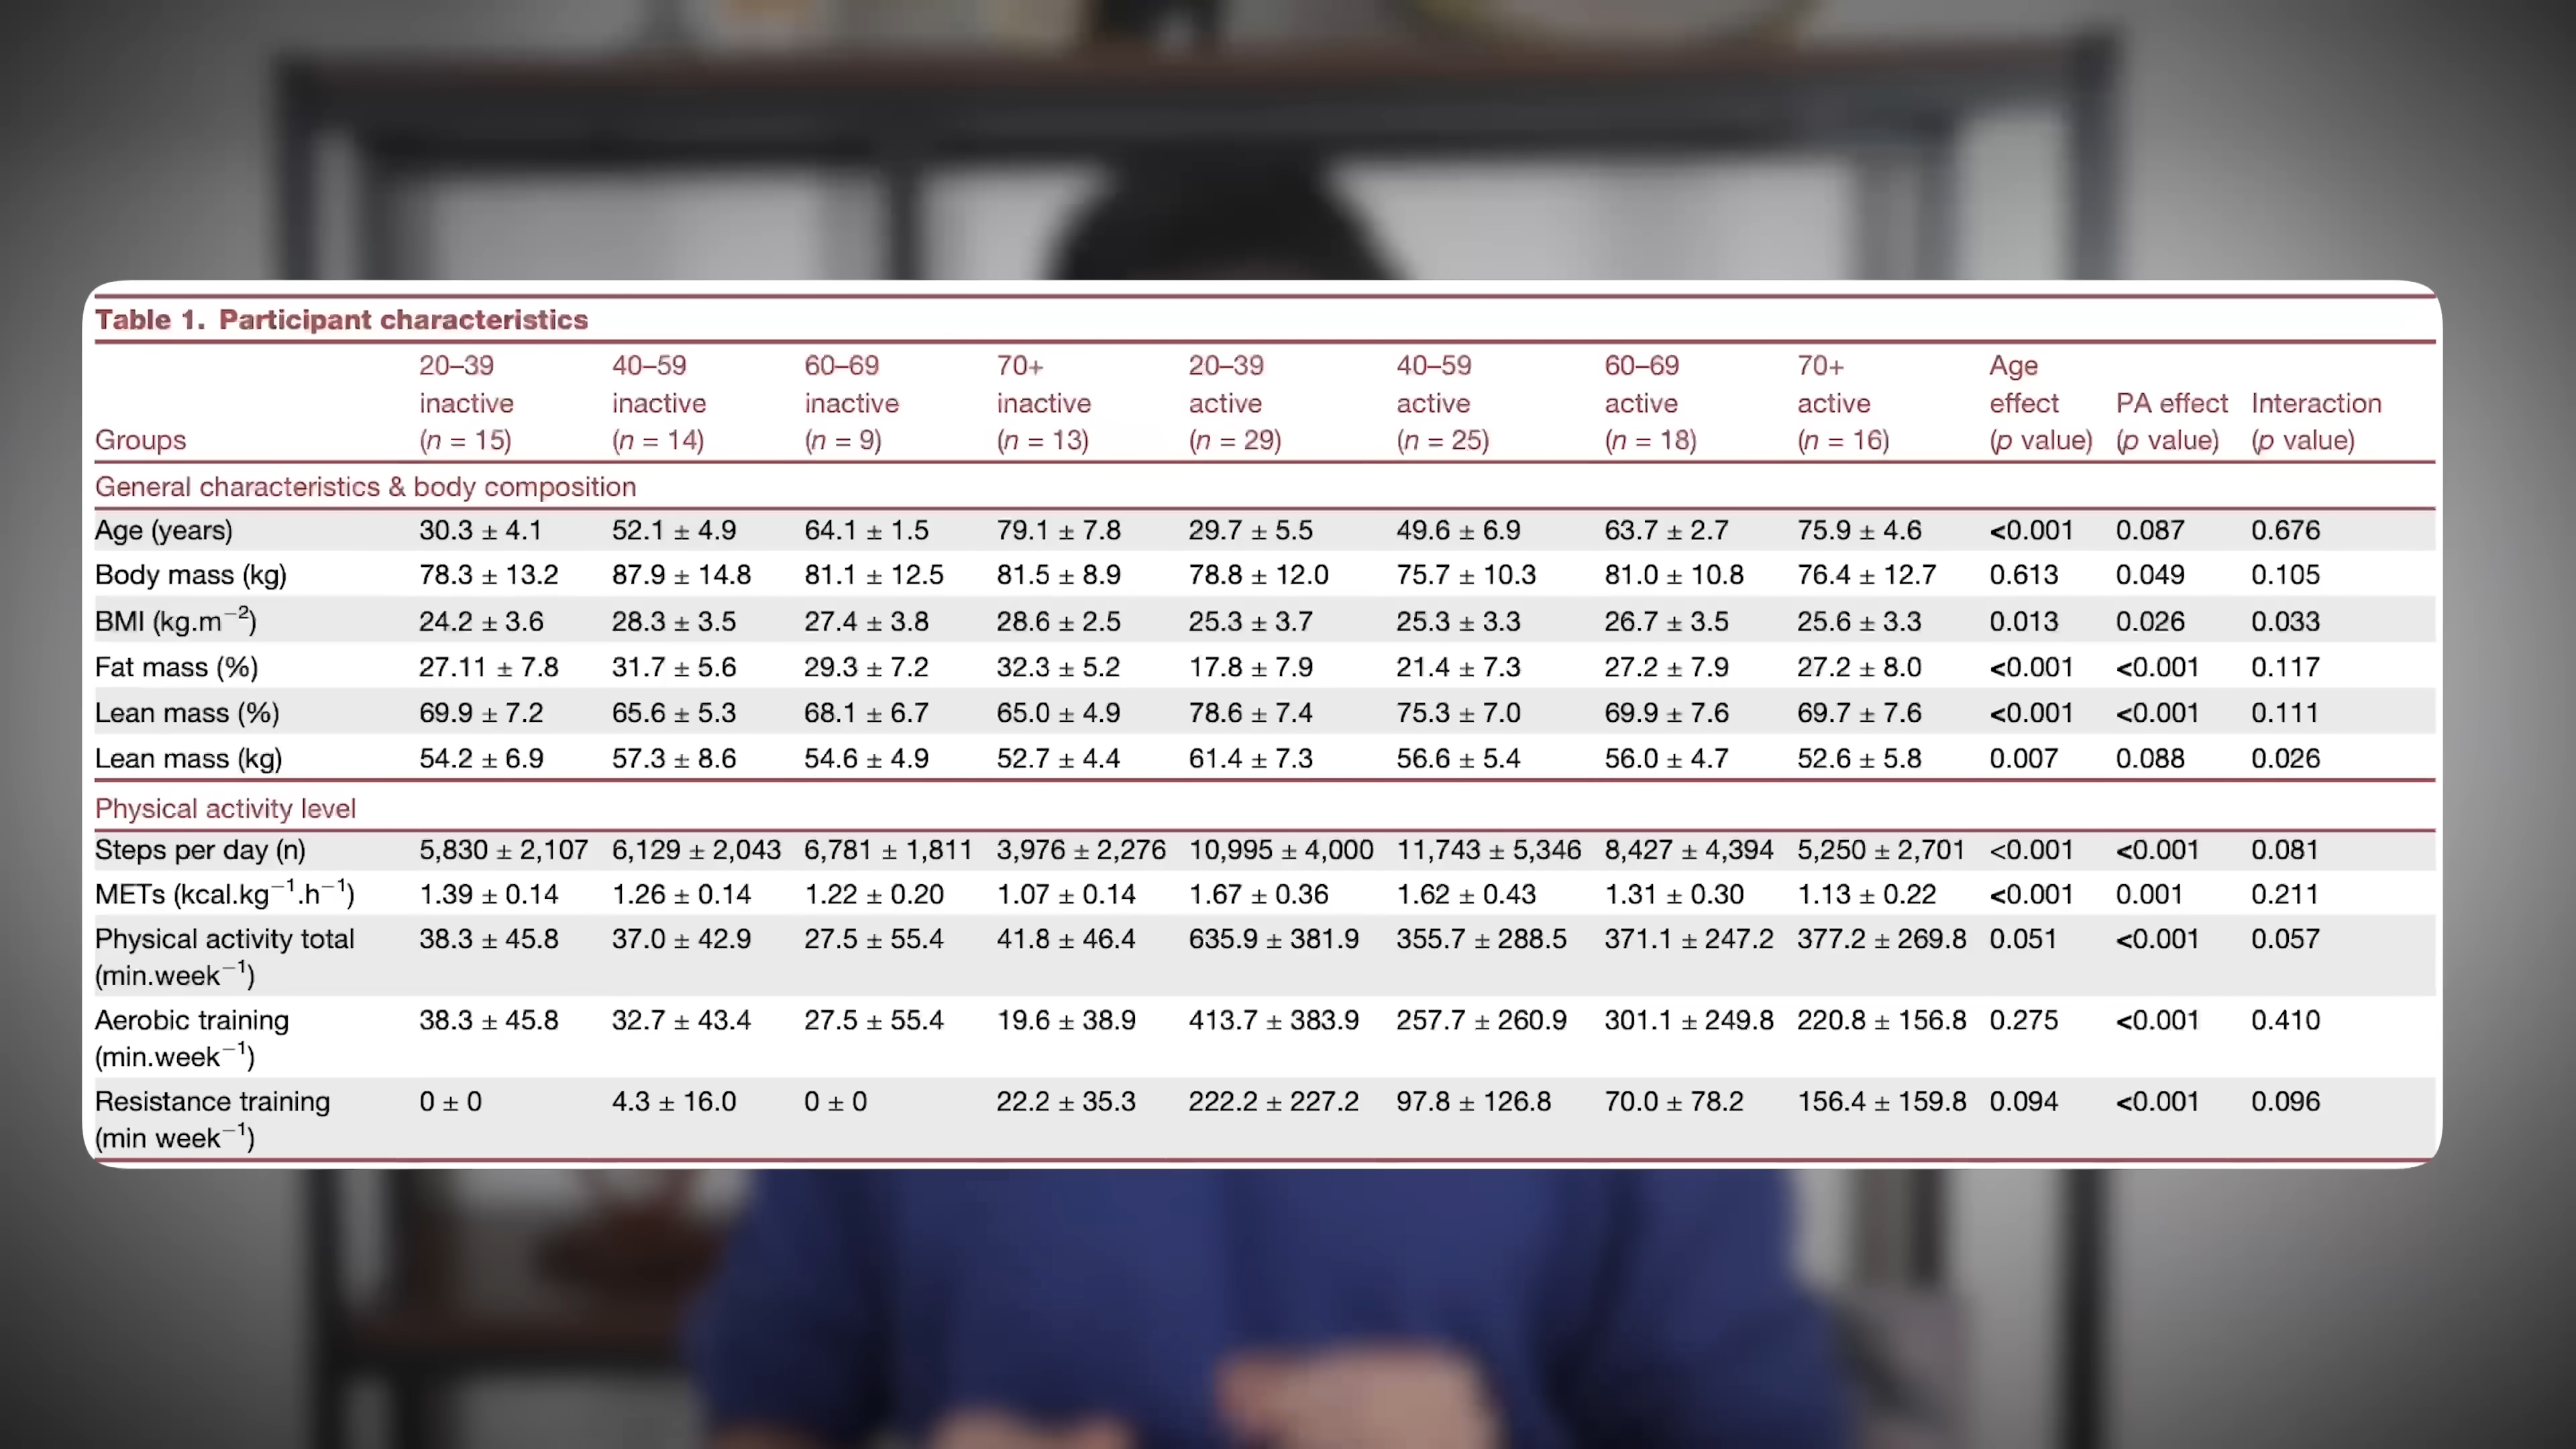 Table 1. Participant characteristics
Groups 20–39 inactive (n = 15) 40–59 inactive (n = 14) 60–69 inactive (n = 9) 70+ inactive (n = 13) 20–39 active (n = 29) 40–59 active (n = 25) 60–69 active (n = 18) 70+ active (n = 16) Age effect (p value) PA effect (p value) Interaction (p value)
General characteristics & body composition
Age (years) 30.3 ± 4.1 52.1 ± 4.9 64.1 ± 1.5 79.1 ± 7.8 29.7 ± 5.5 49.6 ± 6.9 63.7 ± 2.7 75.9 ± 4.6 <0.001 0.087 0.676
Body mass (kg) 78.3 ± 13.2 87.9 ± 14.8 81.1 ± 12.5 81.5 ± 8.9 78.8 ± 12.0 75.7 ± 10.3 81.0 ± 10.8 76.4 ± 12.7 0.613 0.049 0.105
BMI (kg.m⁻²) 24.2 ± 3.6 28.3 ± 3.5 27.4 ± 3.8 28.6 ± 2.5 25.3 ± 3.7 25.3 ± 3.3 26.7 ± 3.5 25.6 ± 3.3 0.013 0.026 0.033
Fat mass (%) 27.11 ± 7.8 31.7 ± 5.6 29.3 ± 7.2 32.3 ± 5.2 17.8 ± 7.9 21.4 ± 7.3 27.2 ± 7.9 27.2 ± 8.0 <0.001 <0.001 0.117
Lean mass (%) 69.9 ± 7.2 65.6 ± 5.3 68.1 ± 6.7 65.0 ± 4.9 78.6 ± 7.4 75.3 ± 7.0 69.9 ± 7.6 69.7 ± 7.6 <0.001 <0.001 0.111
Lean mass (kg) 54.2 ± 6.9 57.3 ± 8.6 54.6 ± 4.9 52.7 ± 4.4 61.4 ± 7.3 56.6 ± 5.4 56.0 ± 4.7 52.6 ± 5.8 0.007 0.088 0.026
Physical activity level
Steps per day (n) 5,830 ± 2,107 6,129 ± 2,043 6,781 ± 1,811 3,976 ± 2,276 10,995 ± 4,000 11,743 ± 5,346 8,427 ± 4,394 5,250 ± 2,701 <0.001 <0.001 0.081
METs (kcal.kg⁻¹.h⁻¹) 1.39 ± 0.14 1.26 ± 0.14 1.22 ± 0.20 1.07 ± 0.14 1.67 ± 0.36 1.62 ± 0.43 1.31 ± 0.30 1.13 ± 0.22 <0.001 0.001 0.211
Physical activity total 38.3 ± 45.8 37.0 ± 42.9 27.5 ± 55.4 41.8 ± 46.4 635.9 ± 381.9 355.7 ± 288.5 371.1 ± 247.2 377.2 ± 269.8 0.051 <0.001 0.057
(min.week⁻¹)
Aerobic training 38.3 ± 45.8 32.7 ± 43.4 27.5 ± 55.4 19.6 ± 38.9 413.7 ± 383.9 257.7 ± 260.9 301.1 ± 249.8 220.8 ± 156.8 0.275 <0.001 0.410
(min.week⁻¹)
Resistance training 0 ± 0 4.3 ± 16.0 0 ± 0 22.2 ± 35.3 222.2 ± 227.2 97.8 ± 126.8 70.0 ± 78.2 156.4 ± 159.8 0.094 <0.001 0.096
(min week⁻¹)